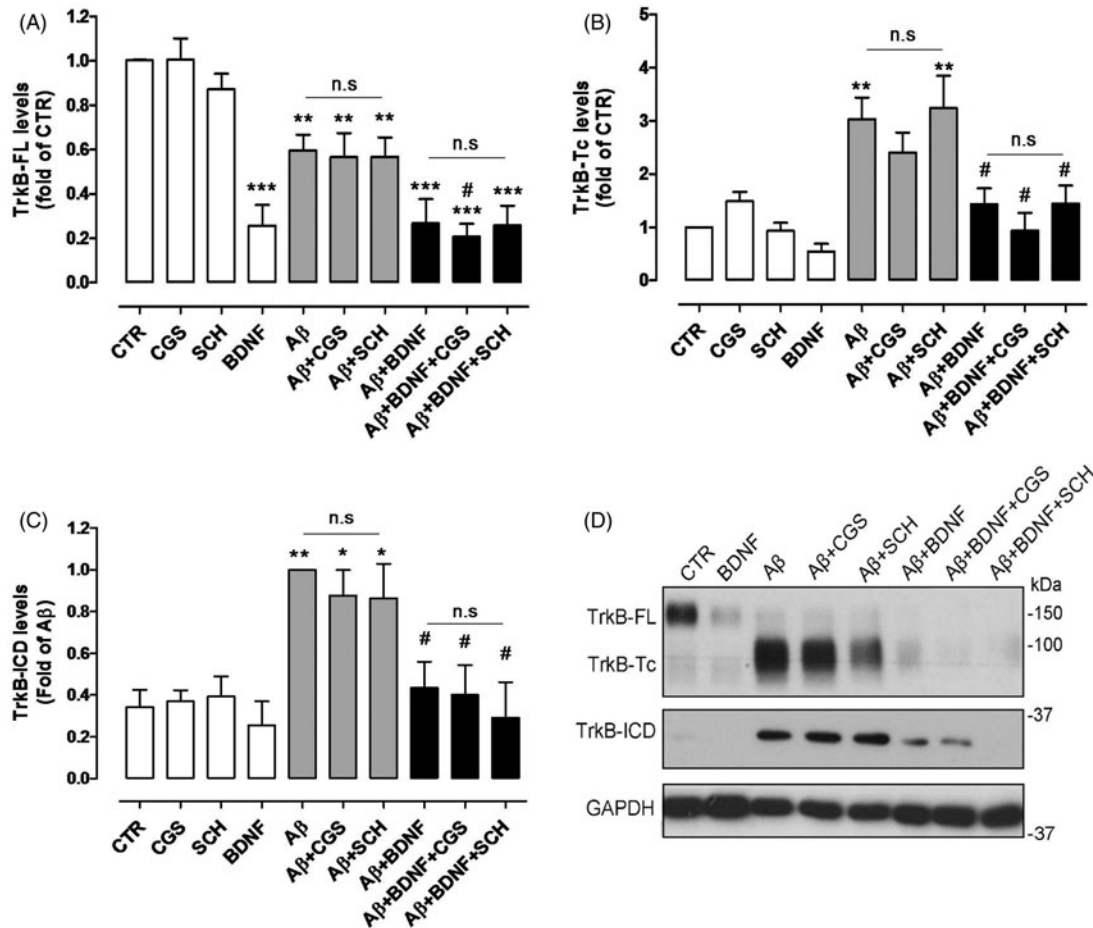 (A)
TrkB-FL levels
(fold of CTR)
1.2
1.0
0.8
0.6
0.4
0.2
0.0
***
n.s
** ** **
n.s
*** # *** ***
CTR CGS SCH BDNF Aβ Aβ+CGS Aβ+SCH Aβ+BDNF Aβ+BDNF+CGS Aβ+BDNF+SCH
(B)
TrkB-Tc levels
(fold of CTR)
5
4
3
2
1
0
n.s
** **
n.s
# # #
CTR CGS SCH BDNF Aβ Aβ+CGS Aβ+SCH Aβ+BDNF Aβ+BDNF+CGS Aβ+BDNF+SCH
(C)
TrkB-ICD levels
(Fold of Aβ)
1.2
1.0
0.8
0.6
0.4
0.2
0.0
n.s
** * *
n.s
# # #
CTR CGS SCH BDNF Aβ Aβ+CGS Aβ+SCH Aβ+BDNF Aβ+BDNF+CGS Aβ+BDNF+SCH
(D)
CTR BDNF Aβ Aβ+CGS Aβ+SCH Aβ+BDNF Aβ+BDNF+CGS Aβ+BDNF+SCH
kDa
TrkB-FL
-150
-100
TrkB-Tc
-37
TrkB-ICD
GAPDH
-37